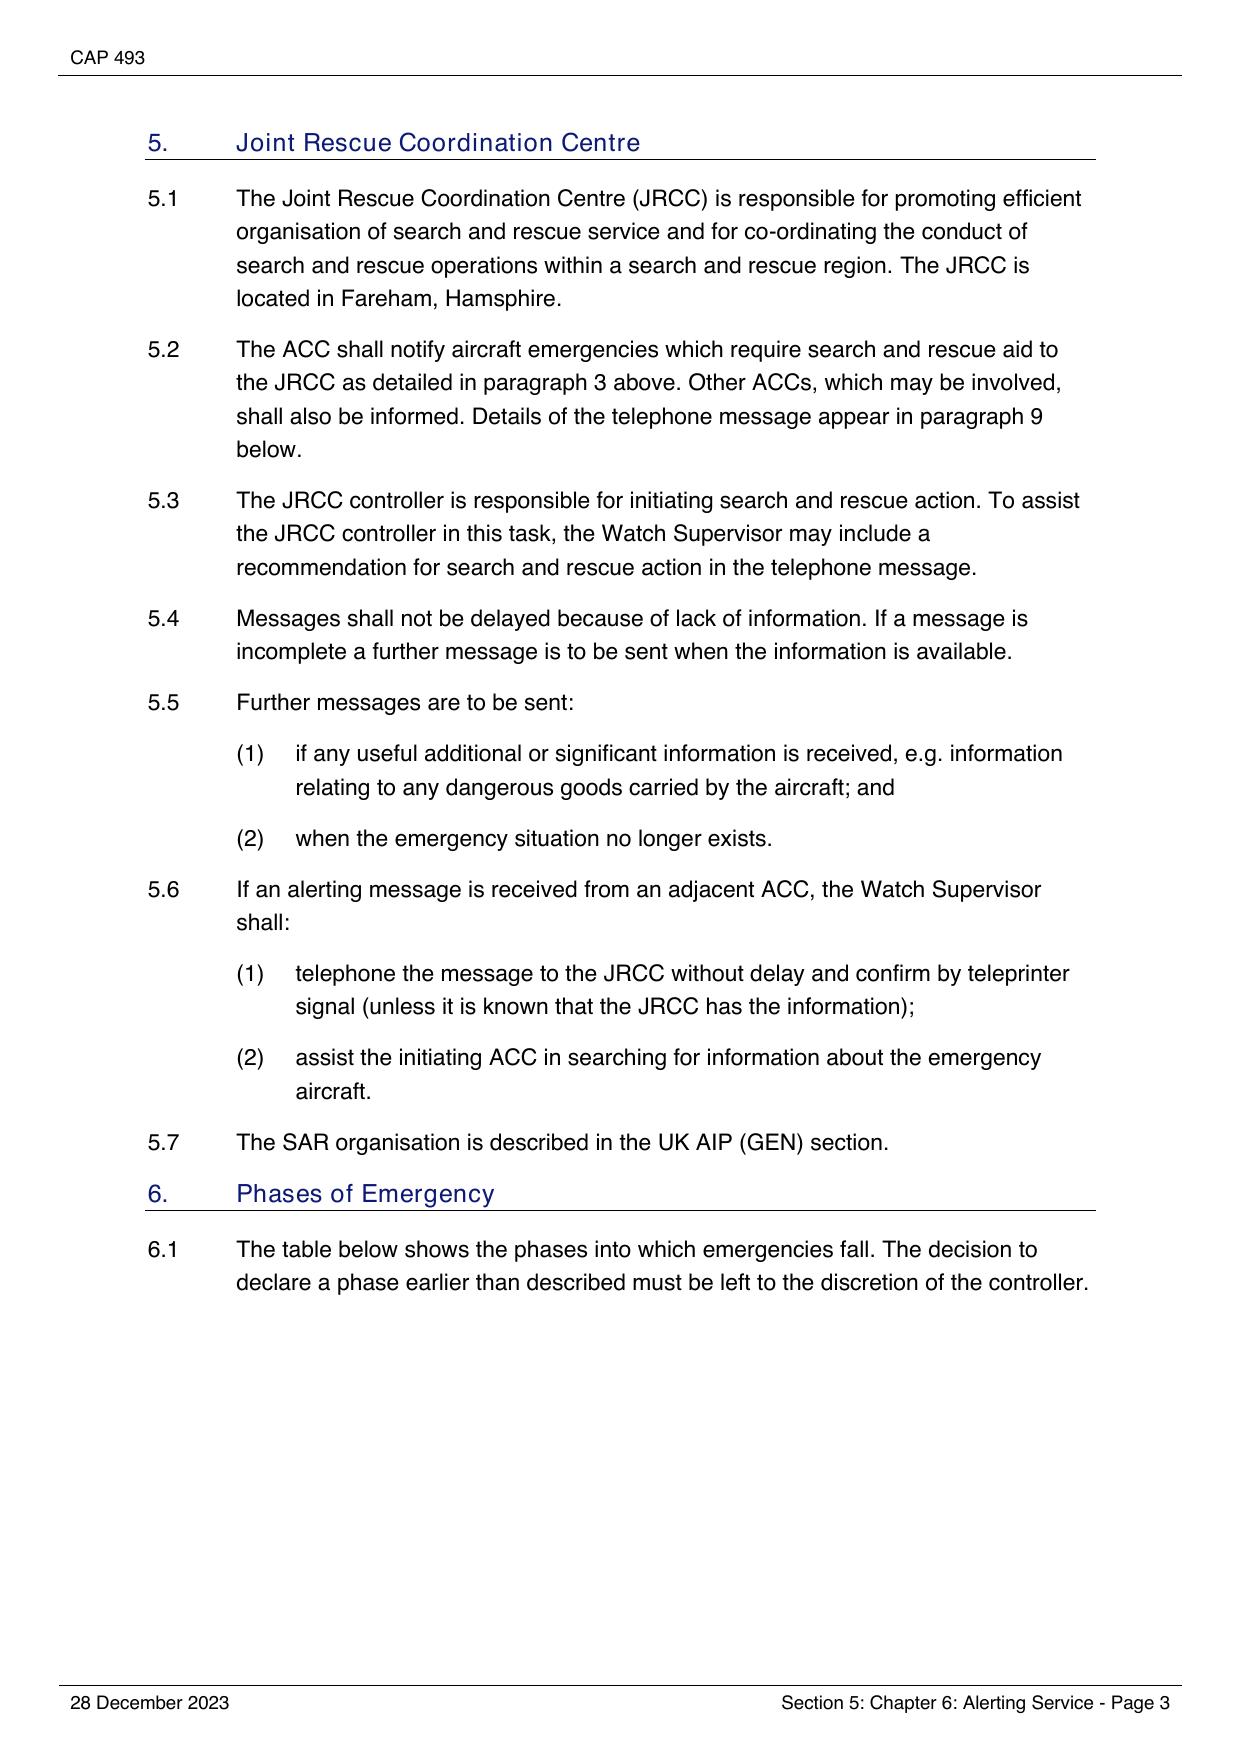 CAP 493
5. Joint Rescue Coordination Centre
5.1 The Joint Rescue Coordination Centre (JRCC) is responsible for promoting efficient
organisation of search and rescue service and for co-ordinating the conduct of
search and rescue operations within a search and rescue region. The JRCC is
located in Fareham, Hamsphire.
5.2 The ACC shall notify aircraft emergencies which require search and rescue aid to
the JRCC as detailed in paragraph 3 above. Other ACCs, which may be involved,
shall also be informed. Details of the telephone message appear in paragraph 9
below.
5.3 The JRCC controller is responsible for initiating search and rescue action. To assist
the JRCC controller in this task, the Watch Supervisor may include a
recommendation for search and rescue action in the telephone message.
5.4 Messages shall not be delayed because of lack of information. If a message is
incomplete a further message is to be sent when the information is available.
5.5 Further messages are to be sent:
(1) if any useful additional or significant information is received, e.g. information
relating to any dangerous goods carried by the aircraft; and
(2) when the emergency situation no longer exists.
5.6 If an alerting message is received from an adjacent ACC, the Watch Supervisor
shall:
(1) telephone the message to the JRCC without delay and confirm by teleprinter
signal (unless it is known that the JRCC has the information);
(2) assist the initiating ACC in searching for information about the emergency
aircraft.
5.7 The SAR organisation is described in the UK AIP (GEN) section.
6. Phases of Emergency
6.1 The table below shows the phases into which emergencies fall. The decision to
declare a phase earlier than described must be left to the discretion of the controller.
28 December 2023 Section 5: Chapter 6: Alerting Service - Page 3